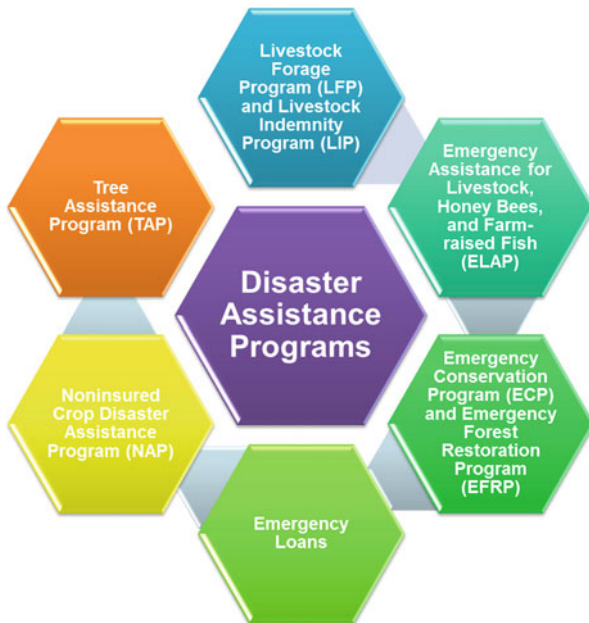 Livestock
Forage
Program (LFP)
and Livestock
Indemnity
Program (LIP)
Emergency
Assistance for
Livestock,
Honey Bees,
and Farm-
raised Fish
(ELAP)
Tree
Assistance
Program (TAP)
Disaster
Assistance
Programs
Emergency
Conservation
Program (ECP)
and Emergency
Forest
Restoration
Program
(EFRP)
Noninsured
Crop Disaster
Assistance
Program (NAP)
Emergency
Loans